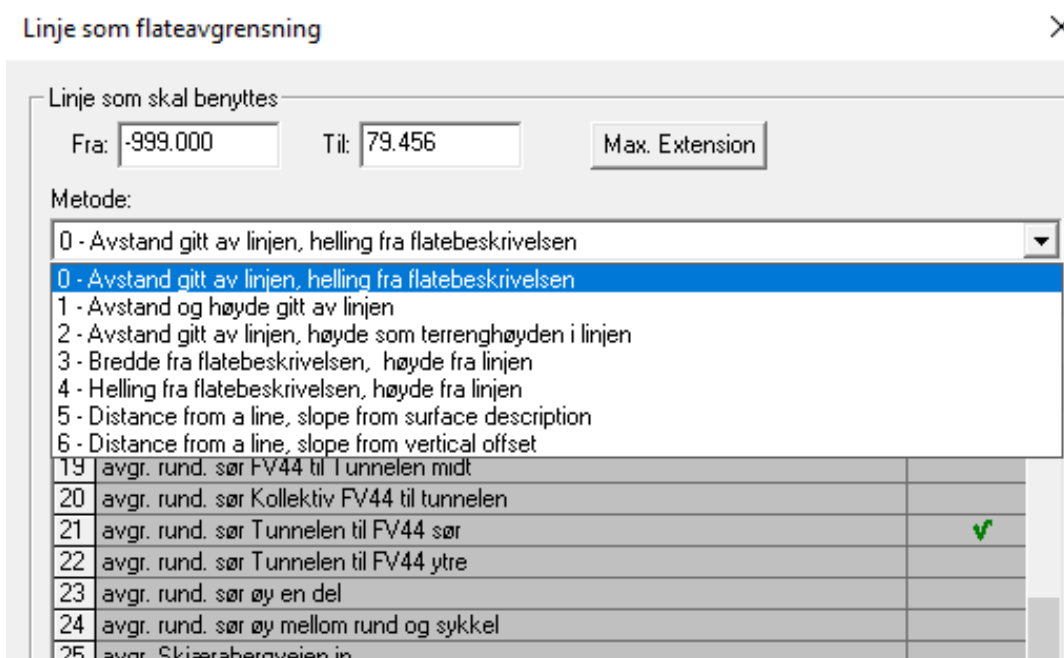 Linje som flateavgrensning
Linje som skal benyttes
Fra: -999.000 Til: 79.456 Max. Extension
Metode:
0 - Avstand gitt av linjen, helling fra flatebeskrivelsen
0 - Avstand gitt av linjen, helling fra flatebeskrivelsen
1 - Avstand og høyde gitt av linjen
2 - Avstand gitt av linjen, høyde som terrenghøyden i linjen
3 - Bredde fra flatebeskrivelsen, høyde fra linjen
4 - Helling fra flatebeskrivelsen, høyde fra linjen
5 - Distance from a line, slope from surface description
6 - Distance from a line, slope from vertical offset
19 avgr. rund. sør FV44 til Tunnelen midt
20 avgr. rund. sør Kollektiv FV44 til tunnelen
21 avgr. rund. sør Tunnelen til FV44 sør
22 avgr. rund. sør Tunnelen til FV44 ytre
23 avgr. rund. sør øy en del
24 avgr. rund. sør øy mellom rund og sykkel
25 avgr. Skjærabergveien in